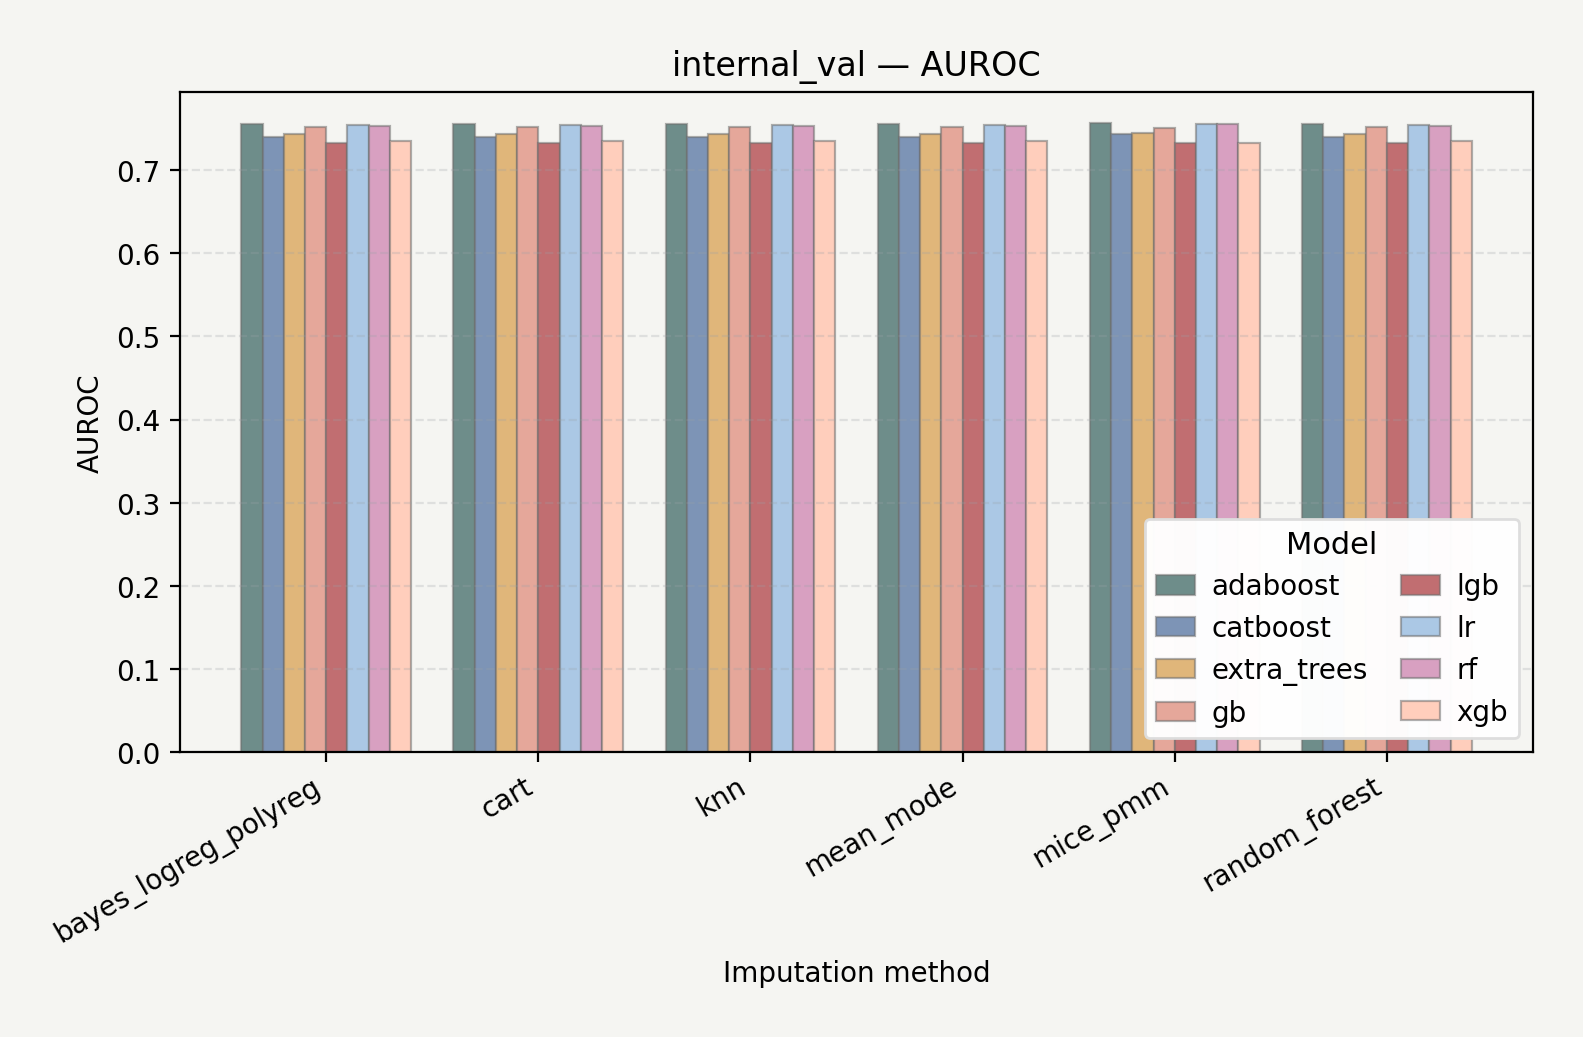 internal_val — AUROC
AUROC
0.7
0.6
0.5
0.4
0.3
0.2
0.1
0.0
Model
adaboost
catboost
extra_trees
gb
lgb
lr
rf
xgb
bayes_logreg_polyreg
cart
knn
mean_mode
mice_pmm
random_forest
Imputation method